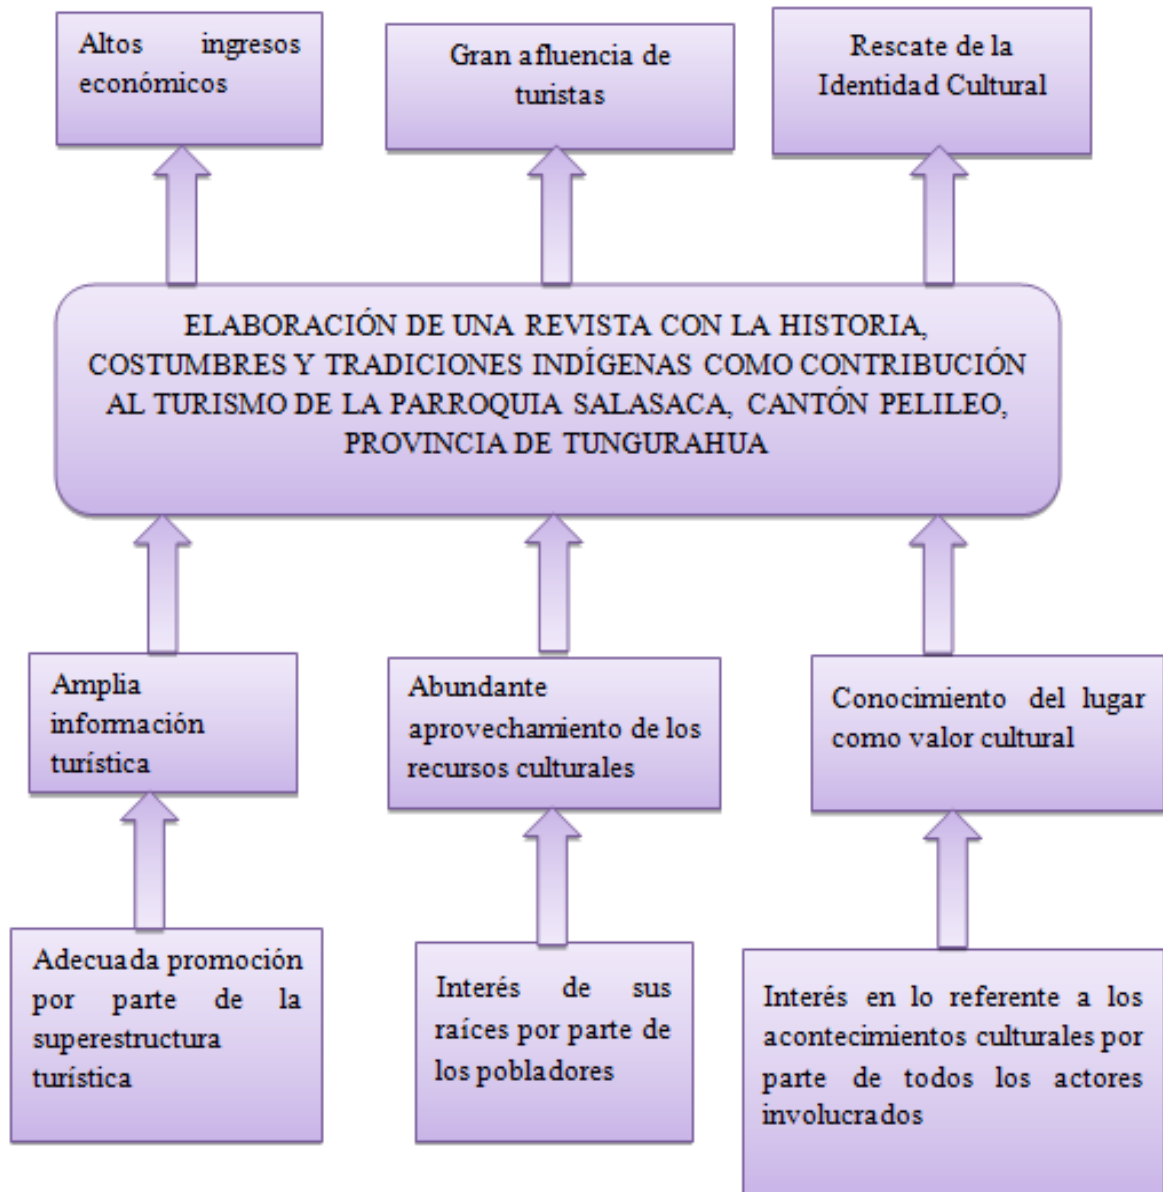 Altos ingresos
económicos
Gran afluencia de
turistas
Rescate de la
Identidad Cultural
ELABORACIÓN DE UNA REVISTA CON LA HISTORIA,
COSTUMBRES Y TRADICIONES INDÍGENAS COMO CONTRIBUCIÓN
AL TURISMO DE LA PARROQUIA SALASACA, CANTÓN PELILEO,
PROVINCIA DE TUNGURAHUA
Amplia
información
turística
Abundante
aprovechamiento de los
recursos culturales
Conocimiento del lugar
como valor cultural
Adecuada promoción
por parte de la
superestructura
turística
Interés de sus
raíces por parte de
los pobladores
Interés en lo referente a los
acontecimientos culturales por
parte de todos los actores
involucrados